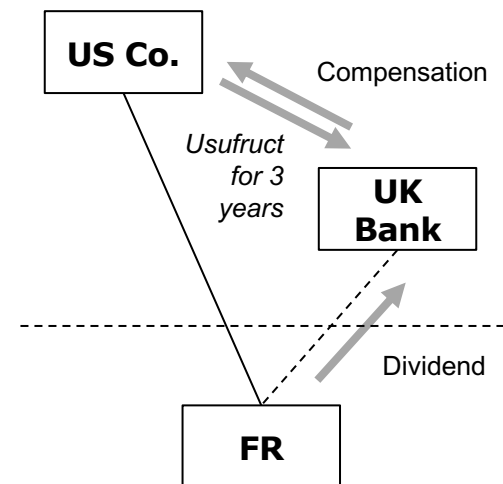 US Co.
Compensation
Usufruct
for 3
years
UK
Bank
Dividend
FR